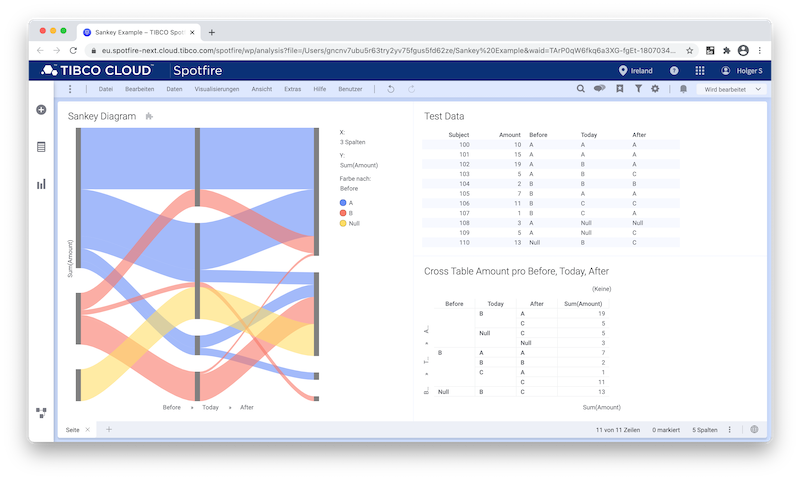 Sankey Example – TIBCO Spot
eu.spotfire-next.cloud.tibco.com/spotfire/wp/analysis?file=/Users/gncnv7ubu5r63try2yv75fgus5fd62ze/Sankey%20Example&waid=TArP0qW6fkq6a3XG-fgEt-1807034...
TIBCO CLOUD™ Spotfire Ireland Holger S
Datei Bearbeiten Daten Visualisierungen Ansicht Extras Hilfe Benutzer Wird bearbeitet
Sankey Diagram
X:
3 Spalten
Y:
Sum(Amount)
Farbe nach:
Before
A
B
Null
Sum(Amount)
Before » Today » After
Test Data
Subject Amount Before Today After
100 10 A A A
101 15 A A A
102 19 A B A
103 5 A B C
104 2 B B B
105 7 B A A
106 11 B C C
107 1 B C A
108 3 A Null Null
109 5 A Null C
110 13 Null B C
Cross Table Amount pro Before, Today, After
(Keine)
Before Today After Sum(Amount)
B A 19
C 5
Null C 5
Null 3
B A A 7
B B 2
C A 1
C 11
Null B C 13
Sum(Amount)
Seite 11 von 11 Zeilen 0 markiert 5 Spalten